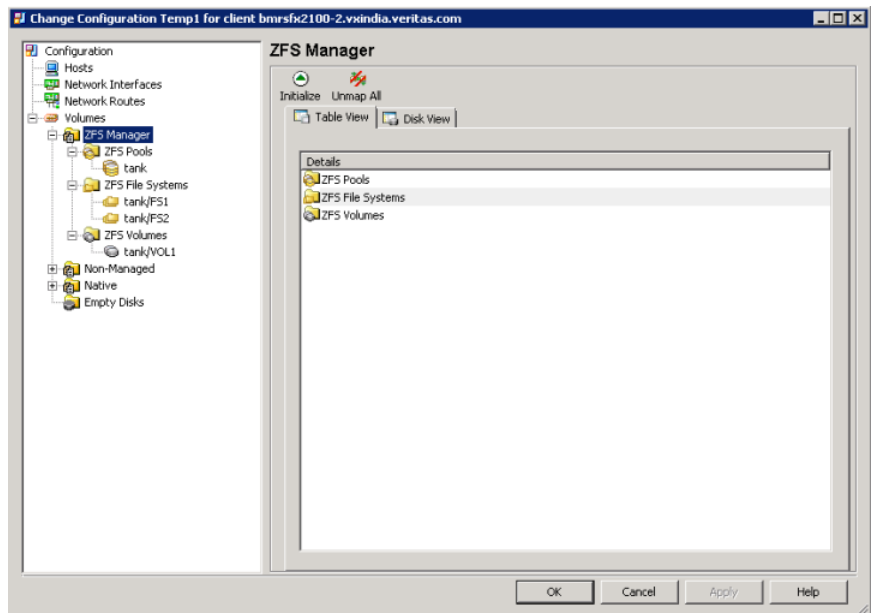 Change Configuration Temp1 for client bmrsfx2100-2.vxindia.veritas.com
Configuration
Hosts
Network Interfaces
Network Routes
Volumes
ZFS Manager
ZFS Pools
tank
ZFS File Systems
tank/FS1
tank/FS2
ZFS Volumes
tank/VOL1
Non-Managed
Native
Empty Disks
ZFS Manager
Initialize Unmap All
Table View Disk View
Details
ZFS Pools
ZFS File Systems
ZFS Volumes
OK Cancel Apply Help